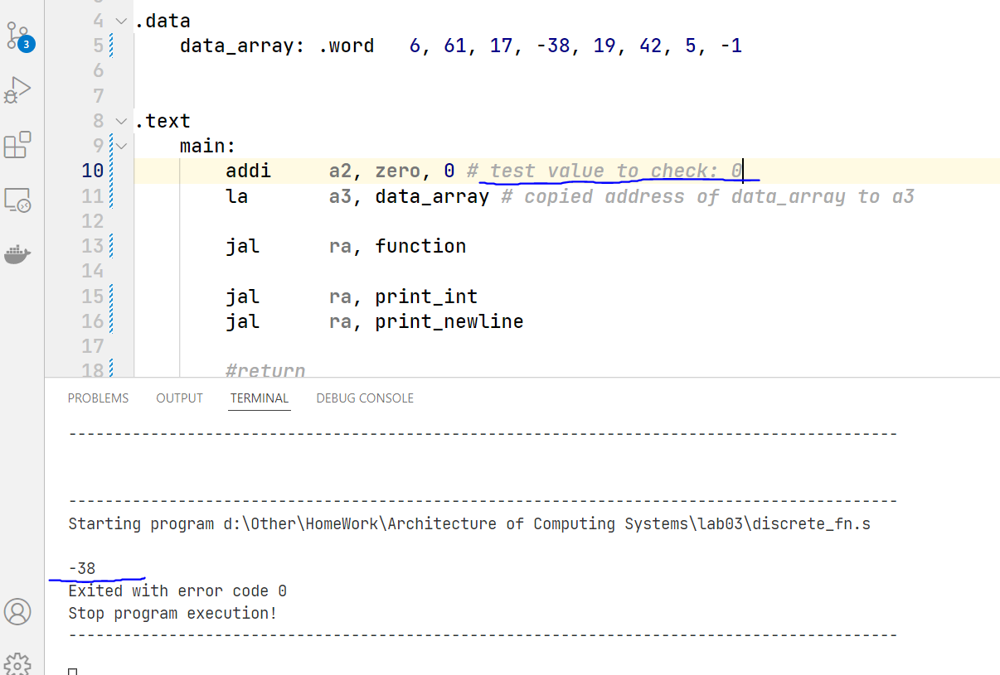 3
4 .data
5 data_array: .word 6, 61, 17, -38, 19, 42, 5, -1
6
7
8 .text
9 main:
10 addi a2, zero, 0 # test value to check: 0
11 la a3, data_array # copied address of data_array to a3
12
13 jal ra, function
14
15 jal ra, print_int
16 jal ra, print_newline
17
18 #return
PROBLEMS OUTPUT TERMINAL DEBUG CONSOLE
--------------------------------------------------------------------------------------------
--------------------------------------------------------------------------------------------
Starting program d:\Other\HomeWork\Architecture of Computing Systems\lab03\discrete_fn.s
-38
Exited with error code 0
Stop program execution!
--------------------------------------------------------------------------------------------